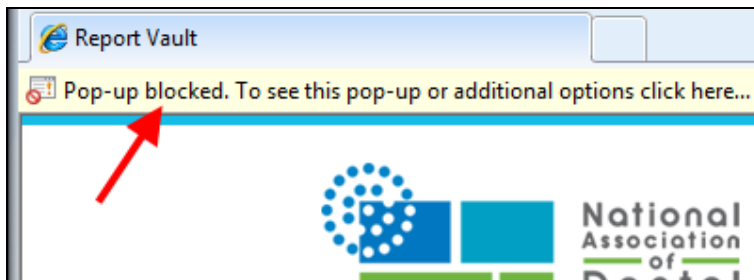 Report Vault
Pop-up blocked. To see this pop-up or additional options click here...
National
Association
of